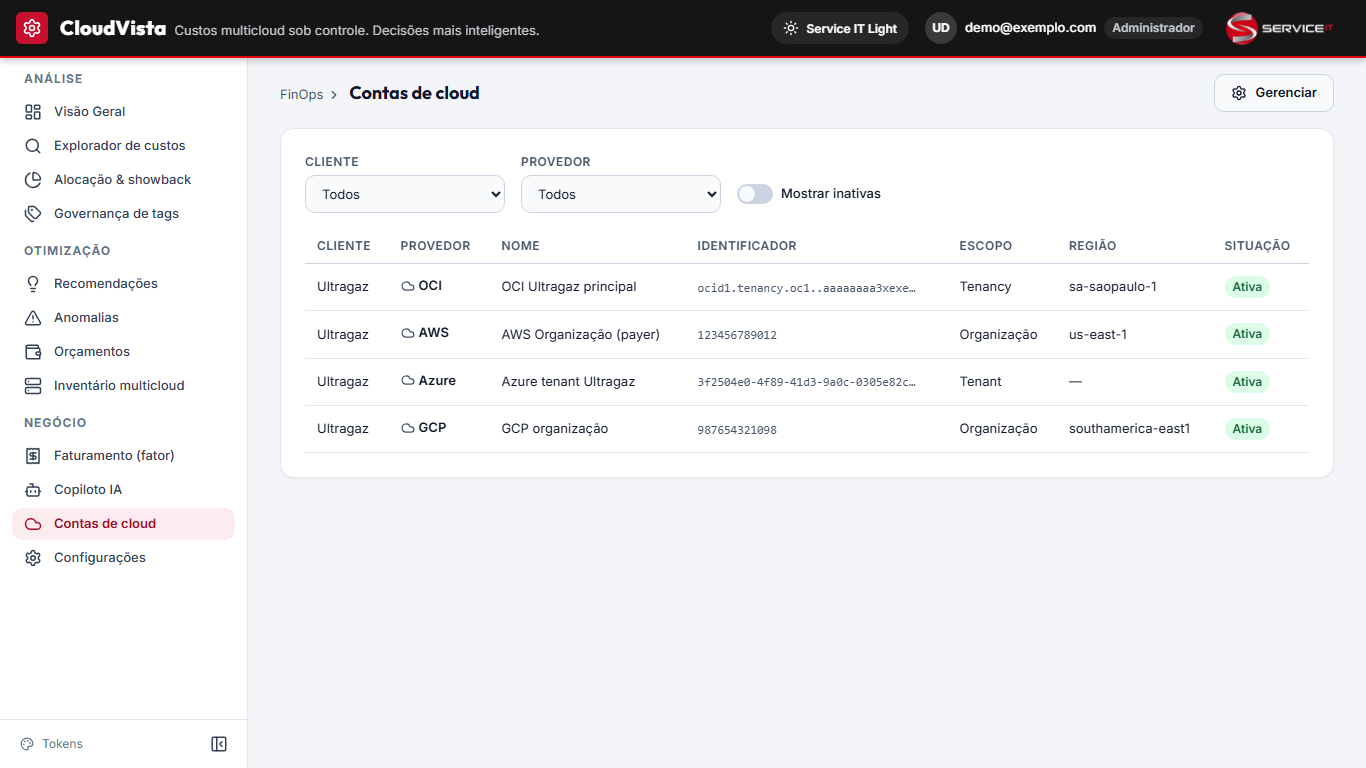 CloudVista Custos multicloud sob controle. Decisões mais inteligentes.
Service IT Light
UD demo@exemplo.com Administrador
SERVICE IT
ANÁLISE
Visão Geral
Explorador de custos
Alocação & showback
Governança de tags
OTIMIZAÇÃO
Recomendações
Anomalias
Orçamentos
Inventário multicloud
NEGÓCIO
Faturamento (fator)
Copiloto IA
Contas de cloud
Configurações
Tokens
FinOps > Contas de cloud
Gerenciar
CLIENTE PROVEDOR
Todos Todos Mostrar inativas
CLIENTE PROVEDOR NOME IDENTIFICADOR ESCOPO REGIÃO SITUAÇÃO
Ultragaz OCI OCI Ultragaz principal ocid1.tenancy.oc1..aaaaaaaa3xexe… Tenancy sa-saopaulo-1 Ativa
Ultragaz AWS AWS Organização (payer) 123456789012 Organização us-east-1 Ativa
Ultragaz Azure Azure tenant Ultragaz 3f2504e0-4f89-41d3-9a0c-0305e82c… Tenant — Ativa
Ultragaz GCP GCP organização 987654321098 Organização southamerica-east1 Ativa